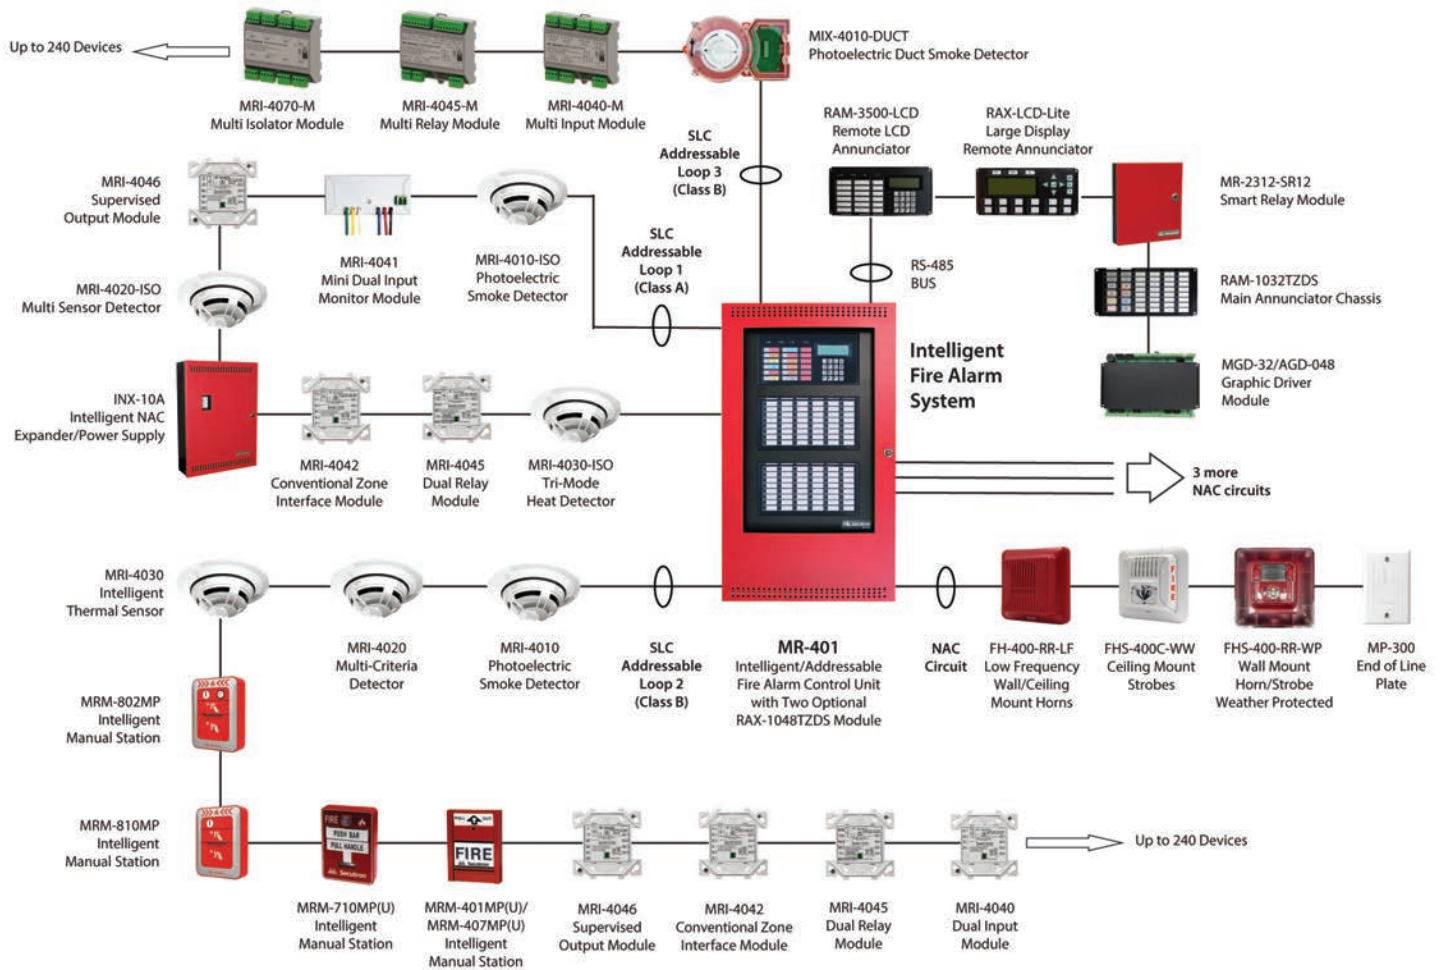 Up to 240 Devices
MRI-4070-M
Multi Isolator Module
MRI-4045-M
Multi Relay Module
MRI-4040-M
Multi Input Module
MIX-4010-DUCT
Photoelectric Duct Smoke Detector
SLC
Addressable
Loop 3
(Class B)
RAM-3500-LCD
Remote LCD
Annunciator
RAX-LCD-Lite
Large Display
Remote Annunciator
MR-2312-SR12
Smart Relay Module
MRI-4046
Supervised
Output Module
MRI-4041
Mini Dual Input
Monitor Module
MRI-4010-ISO
Photoelectric
Smoke Detector
SLC
Addressable
Loop 1
(Class A)
RS-485
BUS
RAM-1032TZDS
Main Annunciator Chassis
MRI-4020-ISO
Multi Sensor Detector
Intelligent
Fire Alarm
System
MGD-32/AGD-048
Graphic Driver
Module
INX-10A
Intelligent NAC
Expander/Power Supply
MRI-4042
Conventional Zone
Interface Module
MRI-4045
Dual Relay
Module
MRI-4030-ISO
Tri-Mode
Heat Detector
3 more
NAC circuits
MRI-4030
Intelligent
Thermal Sensor
MRI-4020
Multi-Criteria
Detector
MRI-4010
Photoelectric
Smoke Detector
SLC
Addressable
Loop 2
(Class B)
MR-401
Intelligent/Addressable
Fire Alarm Control Unit
with Two Optional
RAX-1048TZDS Module
NAC
Circuit
FIRE
FH-400-RR-LF
Low Frequency
Wall/Ceiling
Mount Horns
FHS-400C-WW
Ceiling Mount
Strobes
FHS-400-RR-WP
Wall Mount
Horn/Strobe
Weather Protected
MP-300
End of Line
Plate
MRM-802MP
Intelligent
Manual Station
MRM-810MP
Intelligent
Manual Station
FIRE
PUSH BAR
PULL HANDLE
Secutron
PULL OUT
FIRE
Secutron
Up to 240 Devices
MRM-710MP(U)
Intelligent
Manual Station
MRM-401MP(U)/
MRM-407MP(U)
Intelligent
Manual Station
MRI-4046
Supervised
Output Module
MRI-4042
Conventional Zone
Interface Module
MRI-4045
Dual Relay
Module
MRI-4040
Dual Input
Module